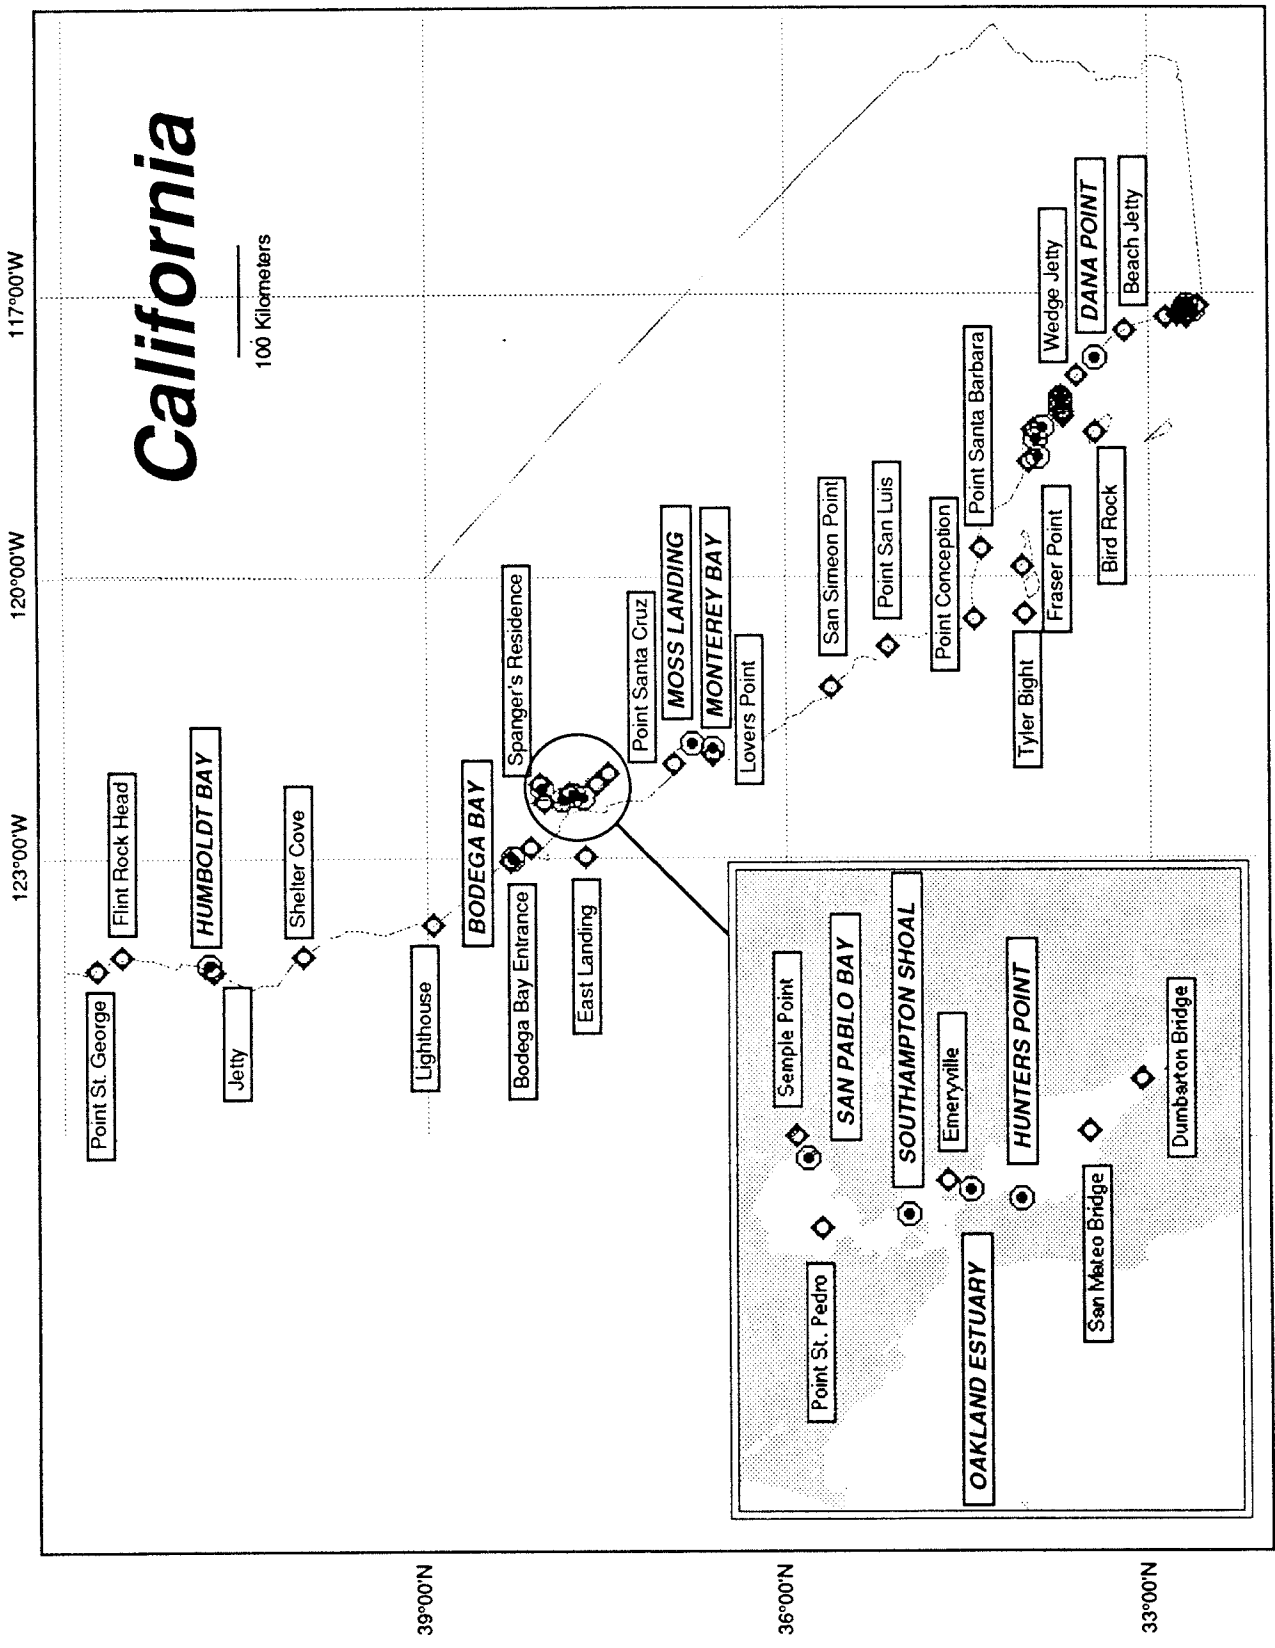 California
100 Kilometers
123°00'W
120°00'W
117°00'W
39°00'N
36°00'N
33°00'N
Point St. George
Flint Rock Head
HUMBOLDT BAY
Jetty
Shelter Cove
Lighthouse
BODEGA BAY
Bodega Bay Entrance
Spanger's Residence
East Landing
Point Santa Cruz
MOSS LANDING
MONTEREY BAY
Lovers Point
San Simeon Point
Point San Luis
Point Conception
Point Santa Barbara
Tyler Bight
Fraser Point
Bird Rock
Wedge Jetty
DANA POINT
Beach Jetty
Semple Point
SAN PABLO BAY
Point St. Pedro
SOUTHAMPTON SHOAL
Emeryville
OAKLAND ESTUARY
HUNTERS POINT
San Mateo Bridge
Dumbarton Bridge